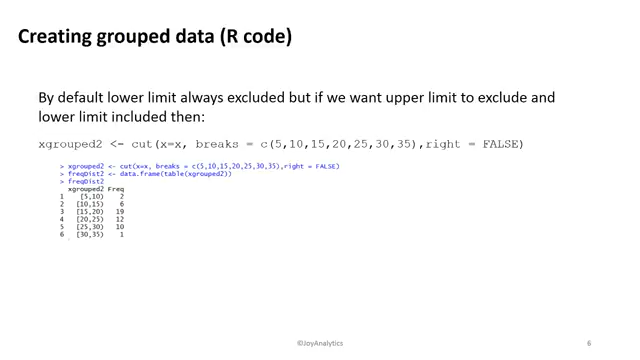 Creating grouped data (R code)
By default lower limit always excluded but if we want upper limit to exclude and
lower limit included then:
xgrouped2 <- cut(x=x, breaks = c(5,10,15,20,25,30,35),right = FALSE)
> xgrouped2 <- cut(x=x, breaks = c(5,10,15,20,25,30,35),right = FALSE)
> freqDist2 <- data.frame(table(xgrouped2))
> freqDist2
xgrouped2 Freq
1 [5,10) 2
2 [10,15) 6
3 [15,20) 19
4 [20,25) 12
5 [25,30) 10
6 [30,35) 1
©JoyAnalytics
6